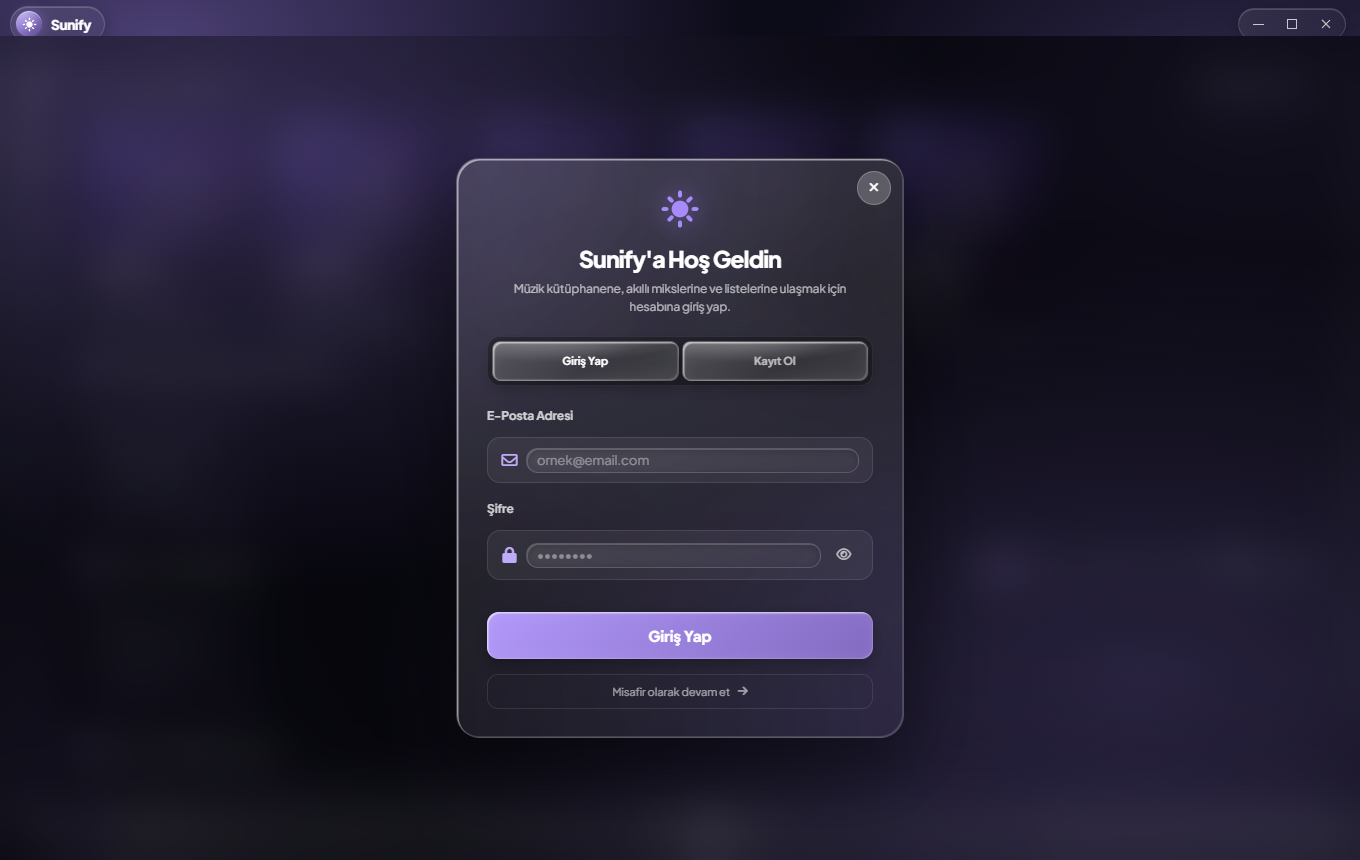 Sunify
Sunify'a Hoş Geldin
Müzik kütüphanene, akıllı mikslerine ve listelerine ulaşmak için
hesabına giriş yap.
Giriş Yap
Kayıt Ol
E-Posta Adresi
ornek@email.com
Şifre
••••••••
Giriş Yap
Misafir olarak devam et →